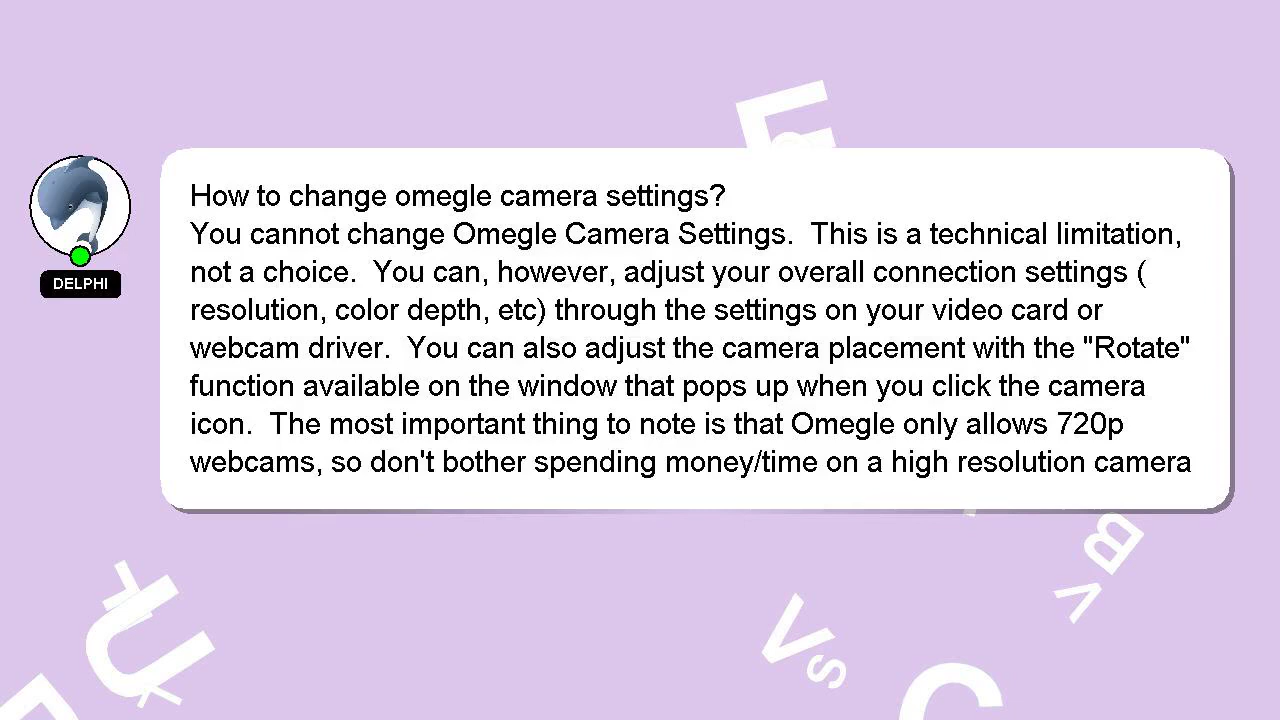 How to change omegle camera settings?
You cannot change Omegle Camera Settings.  This is a technical limitation,
not a choice.  You can, however, adjust your overall connection settings (
resolution, color depth, etc) through the settings on your video card or
webcam driver.  You can also adjust the camera placement with the "Rotate"
function available on the window that pops up when you click the camera
icon.  The most important thing to note is that Omegle only allows 720p
webcams, so don't bother spending money/time on a high resolution camera
DELPHI